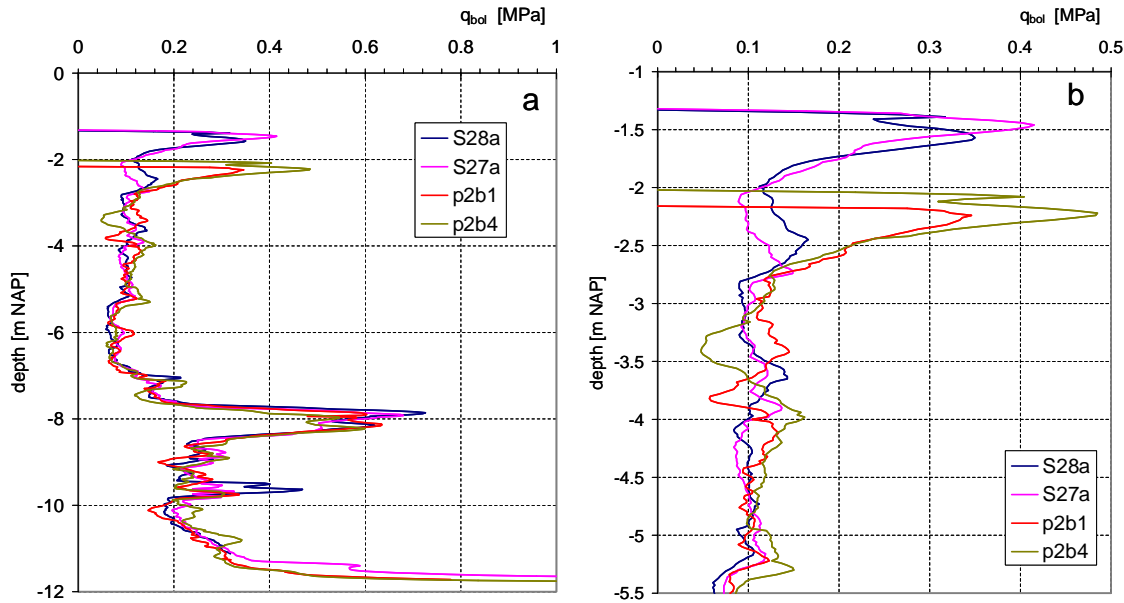 q_bol [MPa]
0 0.2 0.4 0.6 0.8 1
a
0
-2
-4
-6
-8
-10
-12
depth [m NAP]
S28a
S27a
p2b1
p2b4
q_bol [MPa]
0 0.1 0.2 0.3 0.4 0.5
b
-1
-1.5
-2
-2.5
-3
-3.5
-4
-4.5
-5
-5.5
depth [m NAP]
S28a
S27a
p2b1
p2b4